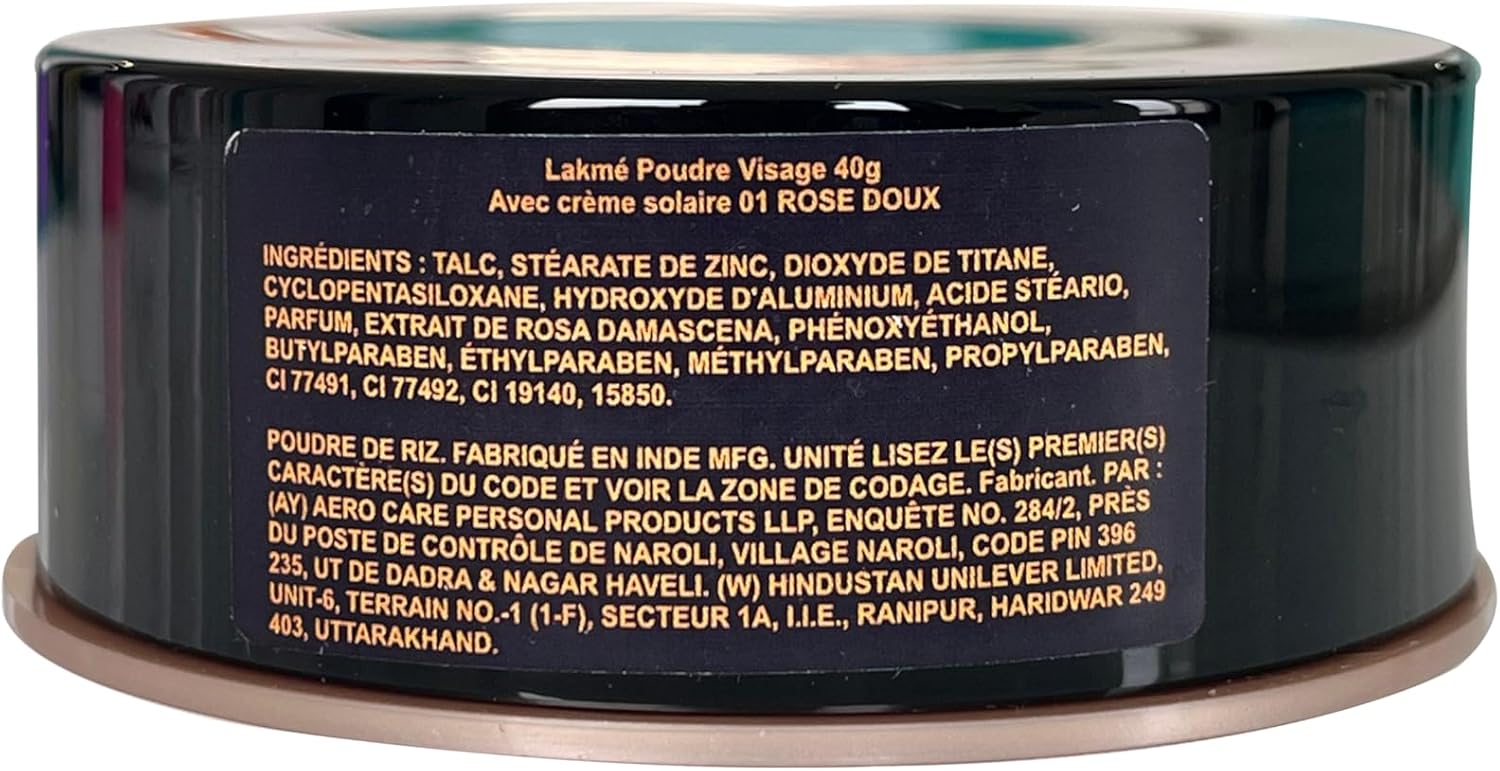 Lakmé Poudre Visage 40g
Avec crème solaire 01 ROSE DOUX
INGRÉDIENTS : TALC, STÉARATE DE ZINC, DIOXYDE DE TITANE,
CYCLOPENTASILOXANE, HYDROXYDE D'ALUMINIUM, ACIDE STÉARIO,
PARFUM, EXTRAIT DE ROSA DAMASCENA, PHÉNOXYÉTHANOL,
BUTYLPARABEN, ÉTHYLPARABEN, MÉTHYLPARABEN, PROPYLPARABEN,
CI 77491, CI 77492, CI 19140, 15850.
POUDRE DE RIZ. FABRIQUÉ EN INDE MFG. UNITÉ LISEZ LE(S) PREMIER(S)
CARACTÈRE(S) DU CODE ET VOIR LA ZONE DE CODAGE. Fabricant. PAR :
(AY) AERO CARE PERSONAL PRODUCTS LLP, ENQUÊTE NO. 284/2, PRÈS
DU POSTE DE CONTRÔLE DE NAROLI, VILLAGE NAROLI, CODE PIN 396
235, UT DE DADRA & NAGAR HAVELI. (W) HINDUSTAN UNILEVER LIMITED,
UNIT-6, TERRAIN NO.-1 (1-F), SECTEUR 1A, I.I.E., RANIPUR, HARIDWAR 249
403, UTTARAKHAND.